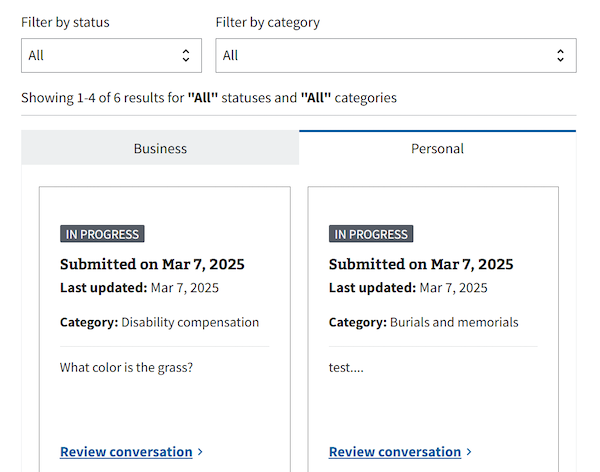 Filter by status
Filter by category
All
All
Showing 1-4 of 6 results for "All" statuses and "All" categories
Business
Personal
IN PROGRESS
Submitted on Mar 7, 2025
Last updated: Mar 7, 2025
Category: Disability compensation
What color is the grass?
Review conversation
IN PROGRESS
Submitted on Mar 7, 2025
Last updated: Mar 7, 2025
Category: Burials and memorials
test....
Review conversation